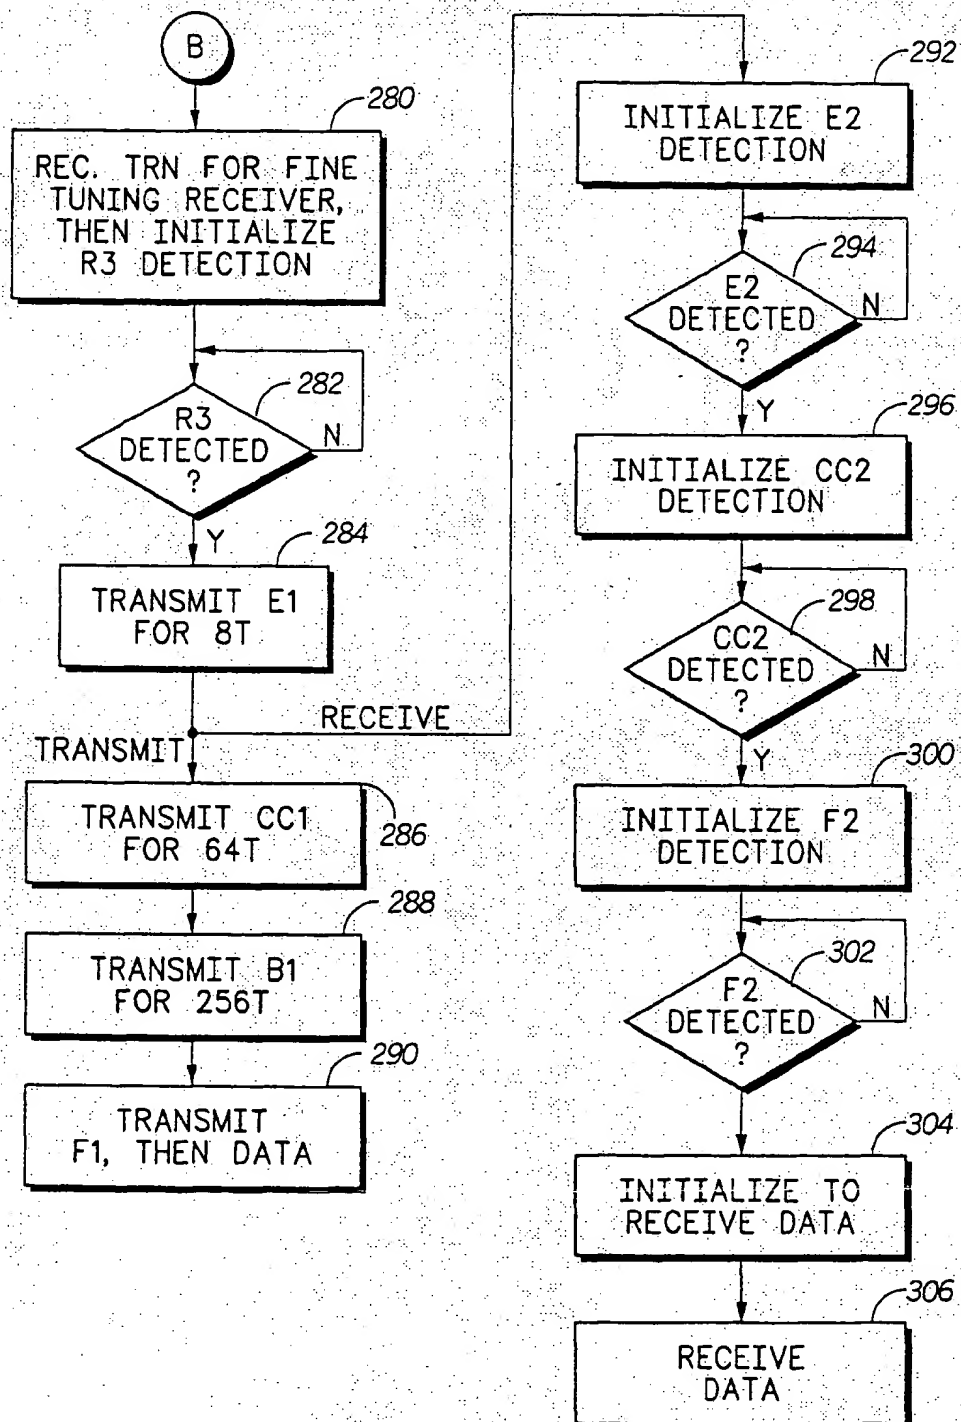 B
280
REC. TRN FOR FINE
TUNING RECEIVER,
THEN INITIALIZE
R3 DETECTION
282
R3
DETECTED
?
N
Y
284
TRANSMIT E1
FOR 8T
RECEIVE
TRANSMIT
TRANSMIT CC1
FOR 64T
286
288
TRANSMIT B1
FOR 256T
290
TRANSMIT
F1, THEN DATA
292
INITIALIZE E2
DETECTION
294
E2
DETECTED
?
N
Y
296
INITIALIZE CC2
DETECTION
298
CC2
DETECTED
?
N
Y
300
INITIALIZE F2
DETECTION
302
F2
DETECTED
?
N
304
INITIALIZE TO
RECEIVE DATA
306
RECEIVE
DATA